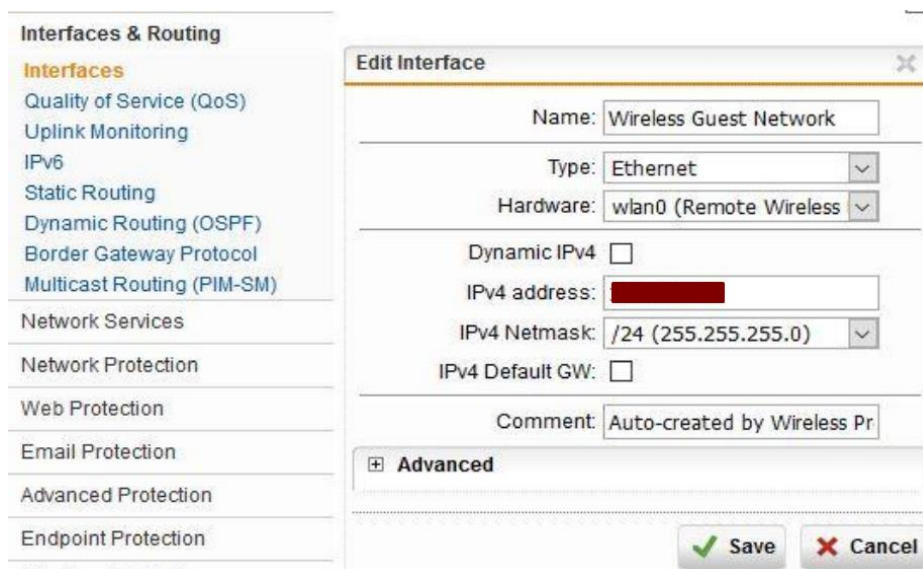 Interfaces & Routing
Interfaces
Quality of Service (QoS)
Uplink Monitoring
IPv6
Static Routing
Dynamic Routing (OSPF)
Border Gateway Protocol
Multicast Routing (PIM-SM)
Network Services
Network Protection
Web Protection
Email Protection
Advanced Protection
Endpoint Protection
Edit Interface
Name: Wireless Guest Network
Type: Ethernet
Hardware: wlan0 (Remote Wireless
Dynamic IPv4
IPv4 address:
IPv4 Netmask: /24 (255.255.255.0)
IPv4 Default GW:
Comment: Auto-created by Wireless Pr
Advanced
Save Cancel